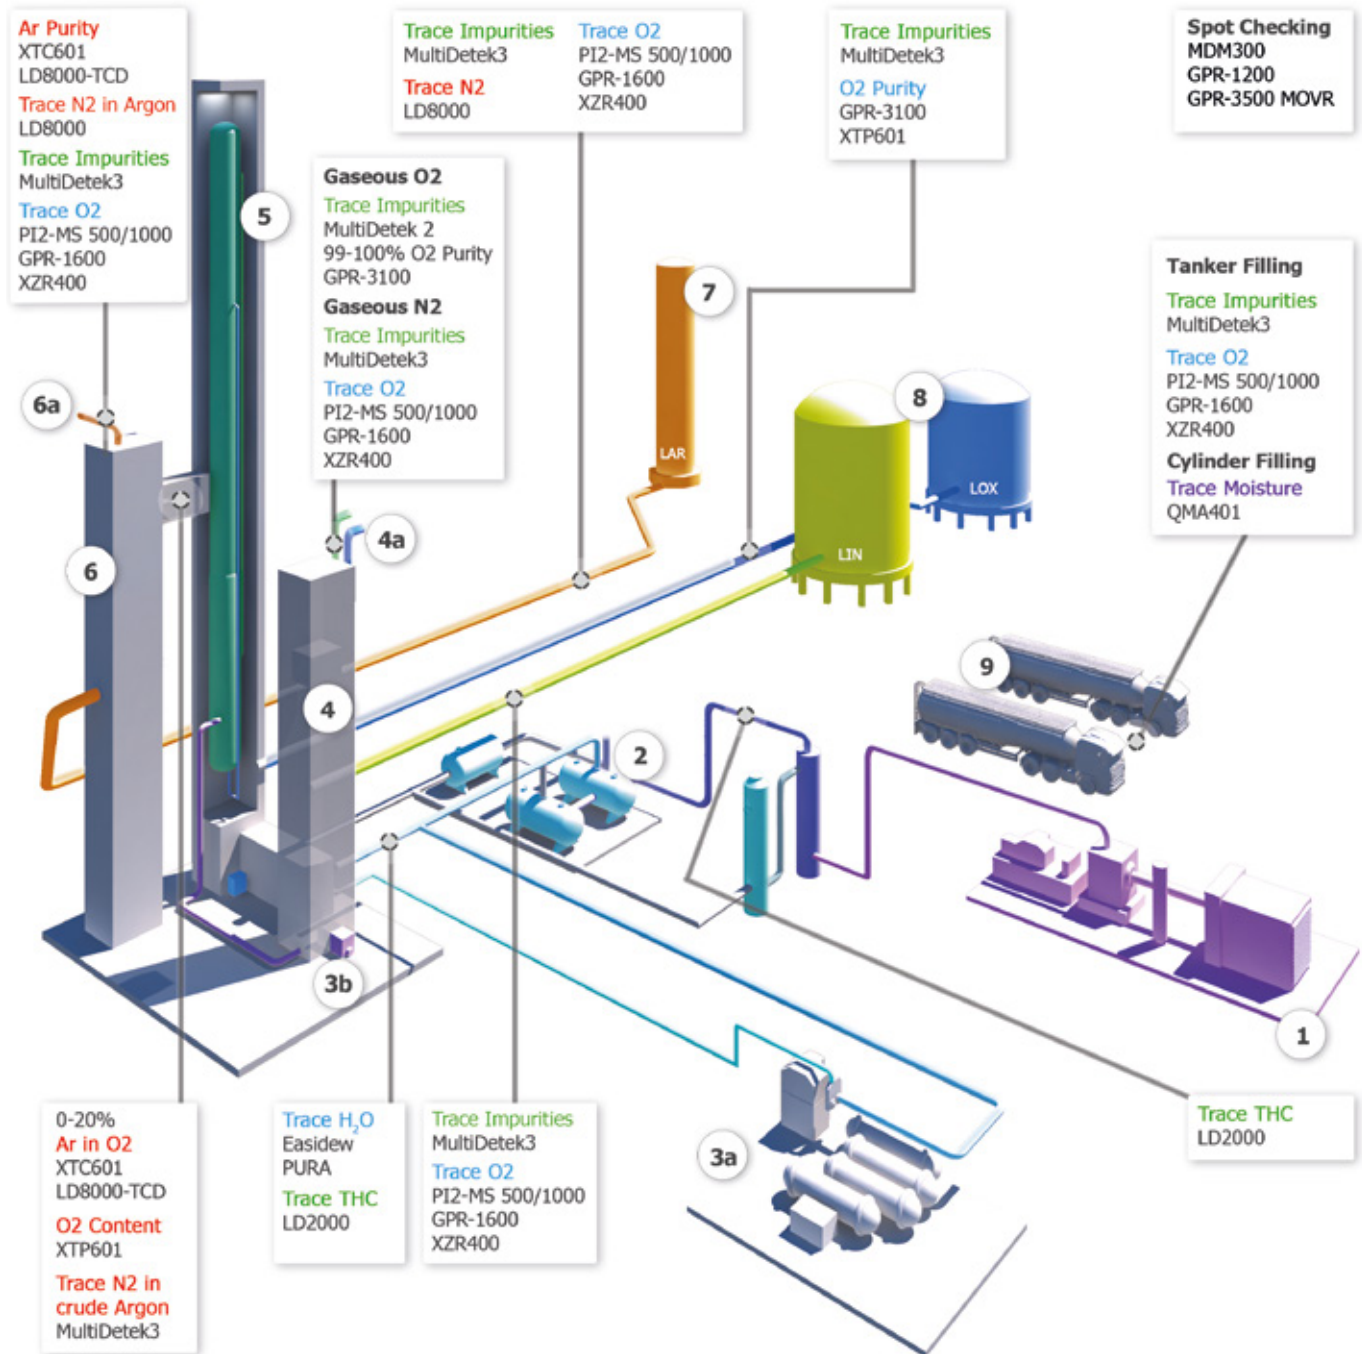 Ar Purity
XTC601
LD8000-TCD
Trace N2 in Argon
LD8000
Trace Impurities
MultiDetek3
Trace O2
PI2-MS 500/1000
GPR-1600
XZR400
Trace Impurities
MultiDetek3
Trace N2
LD8000
Trace O2
PI2-MS 500/1000
GPR-1600
XZR400
Trace Impurities
MultiDetek3
O2 Purity
GPR-3100
XTP601
Spot Checking
MDM300
GPR-1200
GPR-3500 MOVR
Gaseous O2
Trace Impurities
MultiDetek 2
99-100% O2 Purity
GPR-3100
Gaseous N2
Trace Impurities
MultiDetek3
Trace O2
PI2-MS 500/1000
GPR-1600
XZR400
Tanker Filling
Trace Impurities
MultiDetek3
Trace O2
PI2-MS 500/1000
GPR-1600
XZR400
Cylinder Filling
Trace Moisture
QMA401
5
7
6a
8
LAR
LOX
LIN
4a
6
9
4
2
3b
1
3a
0-20%
Ar in O2
XTC601
LD8000-TCD
O2 Content
XTP601
Trace N2 in
crude Argon
MultiDetek3
Trace H2O
Easidew
PURA
Trace THC
LD2000
Trace Impurities
MultiDetek3
Trace O2
PI2-MS 500/1000
GPR-1600
XZR400
Trace THC
LD2000